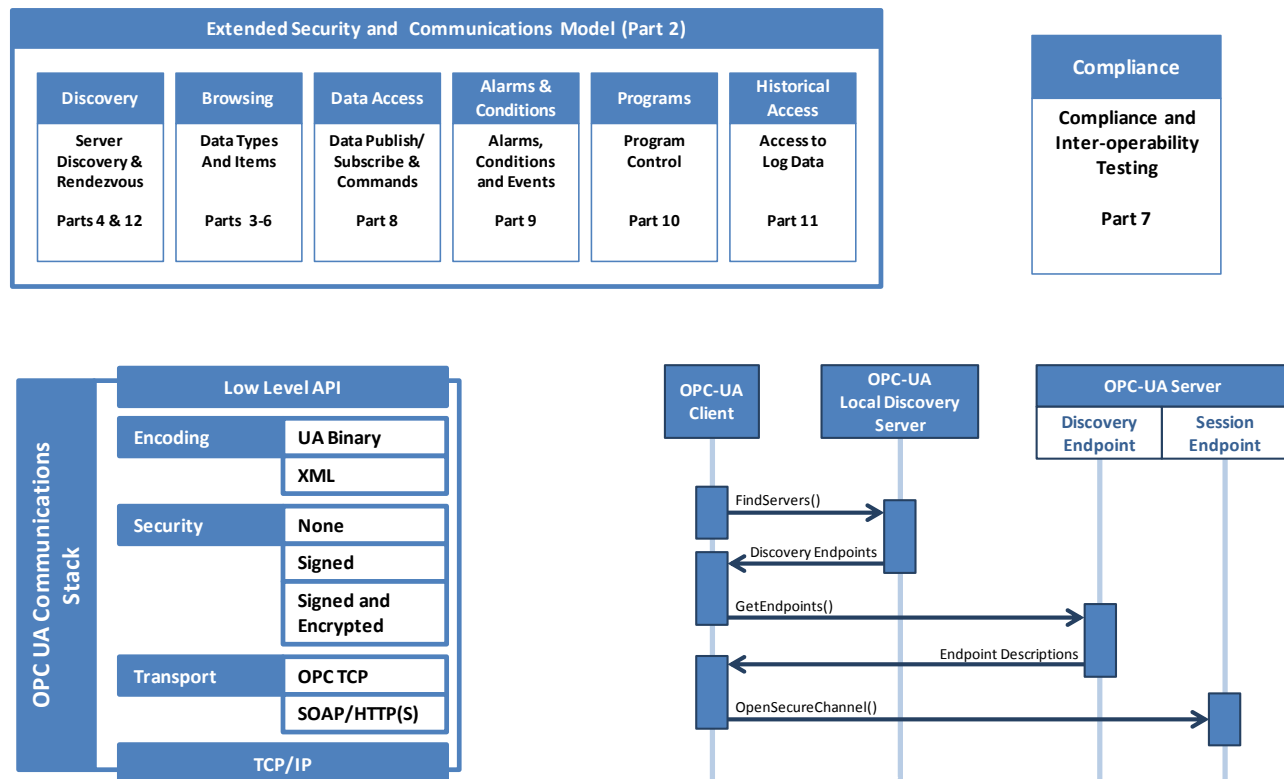 Extended Security and Communications Model (Part 2)
Discovery
Server
Discovery &
Rendezvous
Parts 4 & 12
Browsing
Data Types
And Items
Parts 3-6
Data Access
Data Publish/
Subscribe &
Commands
Part 8
Alarms &
Conditions
Alarms,
Conditions
and Events
Part 9
Programs
Program
Control
Part 10
Historical
Access
Access to
Log Data
Part 11
Compliance
Compliance and
Inter-operability
Testing
Part 7
OPC UA Communications
Stack
Low Level API
Encoding
UA Binary
XML
Security
None
Signed
Signed and
Encrypted
Transport
OPC TCP
SOAP/HTTP(S)
TCP/IP
OPC-UA
Client
OPC-UA
Local Discovery
Server
OPC-UA Server
Discovery
Endpoint
Session
Endpoint
FindServers()
Discovery Endpoints
GetEndpoints()
Endpoint Descriptions
OpenSecureChannel()